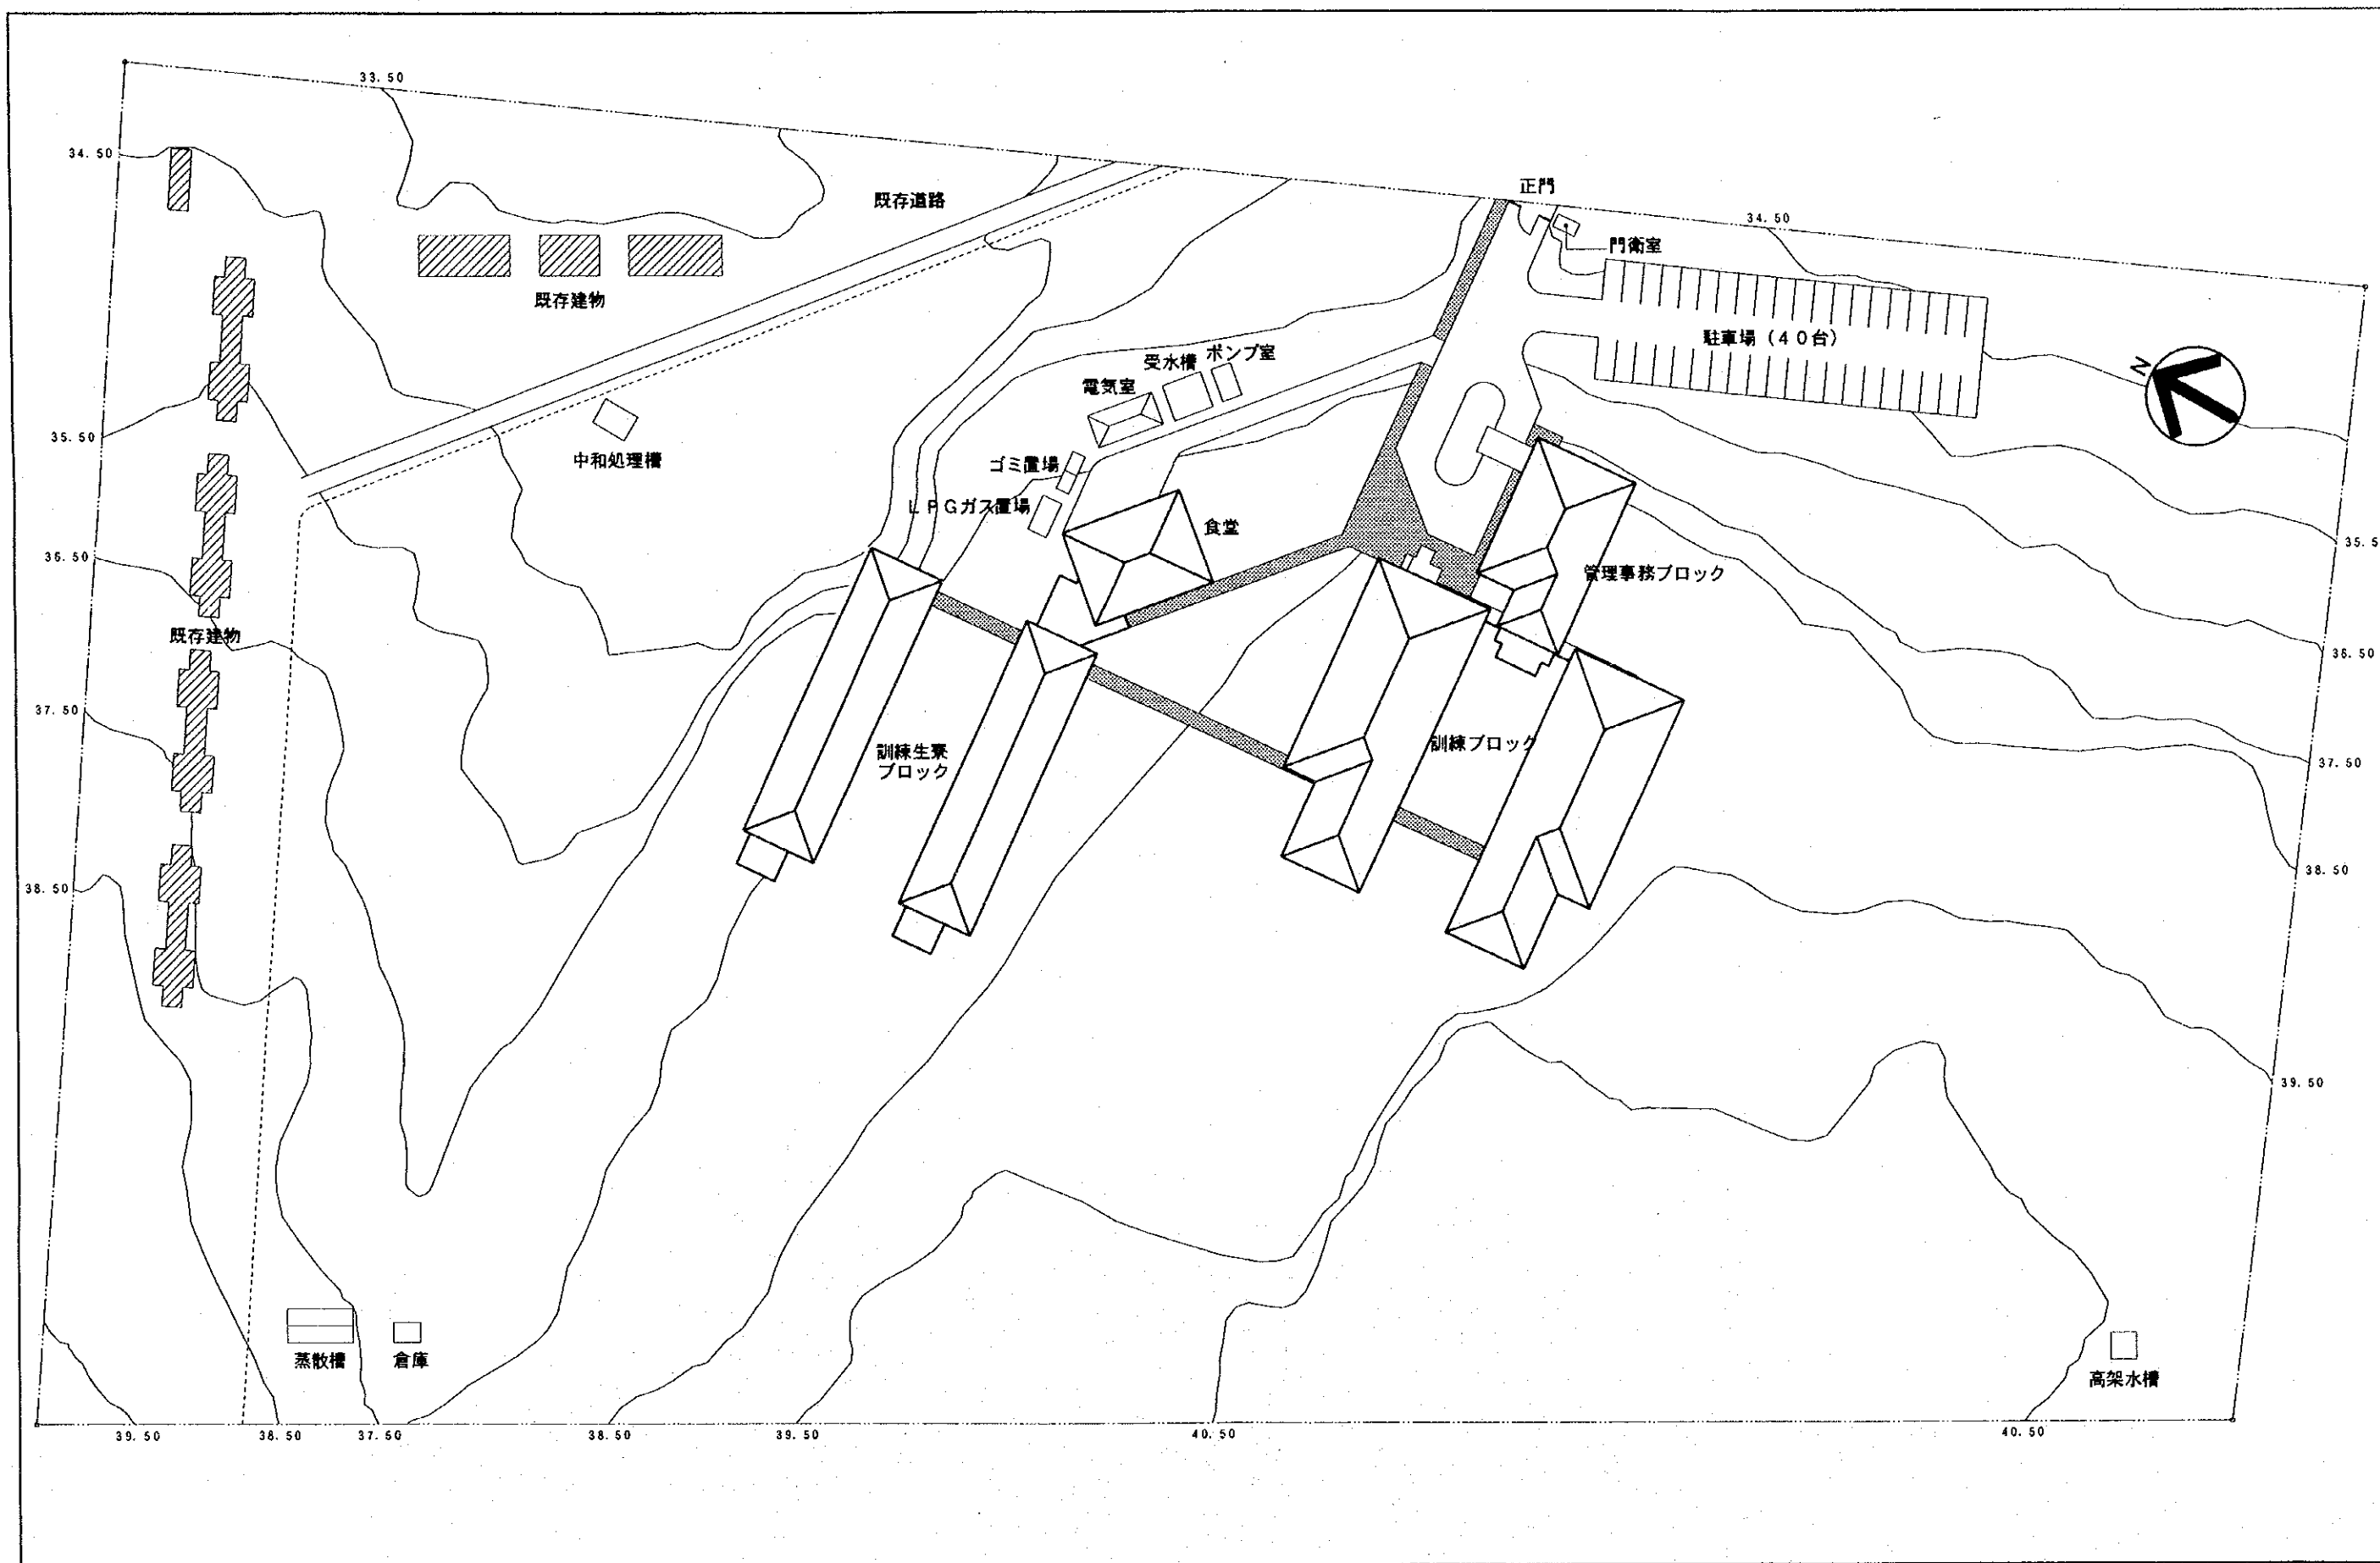 33.50
34.50
既存道路
正門
34.50
門衛室
既存建物
駐車場（40台）
N
受水槽
ポンプ室
電気室
35.50
中和処理槽
ゴミ置場
LPGガス置場
食堂
35.5
36.50
管理事務ブロック
既存建物
36.50
37.50
訓練生寮
ブロック
訓練ブロック
37.50
38.50
38.50
39.50
蒸散槽
倉庫
高架水槽
39.50
38.50
37.50
38.50
39.50
40.50
40.50